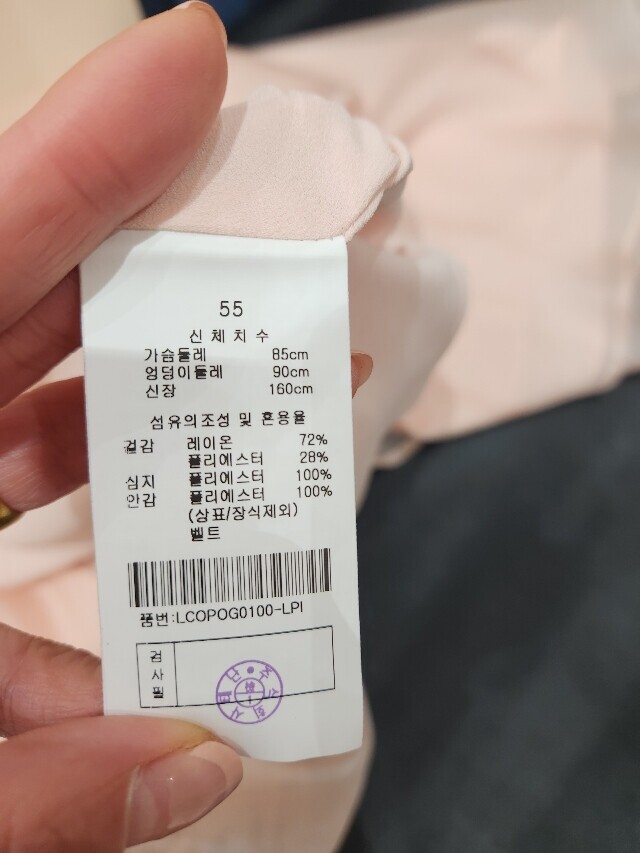 55
신체치수
가슴둘레 85cm
엉덩이둘레 90cm
신장 160cm
섬유의조성 및 혼용율
겉감 레이온 72%
폴리에스터 28%
심지 폴리에스터 100%
안감 폴리에스터 100%
(상표/장식제외)
벨트
품번:LCOPOG0100-LPI
검사필